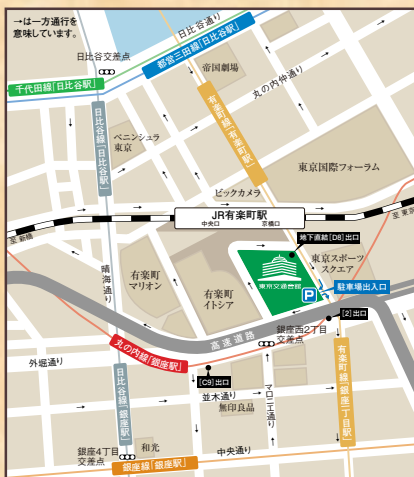 →は一方通行を
意味しています。
日比谷通り
日比谷交差点
都営三田線「日比谷駅」
千代田線「日比谷駅」
帝国劇場
丸の内仲通り
有楽町線「有楽町駅」
日比谷線「日比谷駅」
ペニンシュラ
東京
東京国際フォーラム
ビックカメラ
JR有楽町駅
中央口
京橋口
至 新橋
至 東京
地下直結[D8]出口
晴海通り
有楽町
マリオン
有楽町
イトシア
東京交通会館
東京スポーツ
スクエア
P
駐車場出入口
[2]出口
高速道路
銀座西2丁目
交差点
外堀通り
丸の内線「銀座駅」
[C9]出口
並木通り
マロニエ通り
無印良品
有楽町線「銀座一丁目駅」
日比谷線「銀座駅」
銀座4丁目
交差点
和光
中央通り
銀座線「銀座駅」